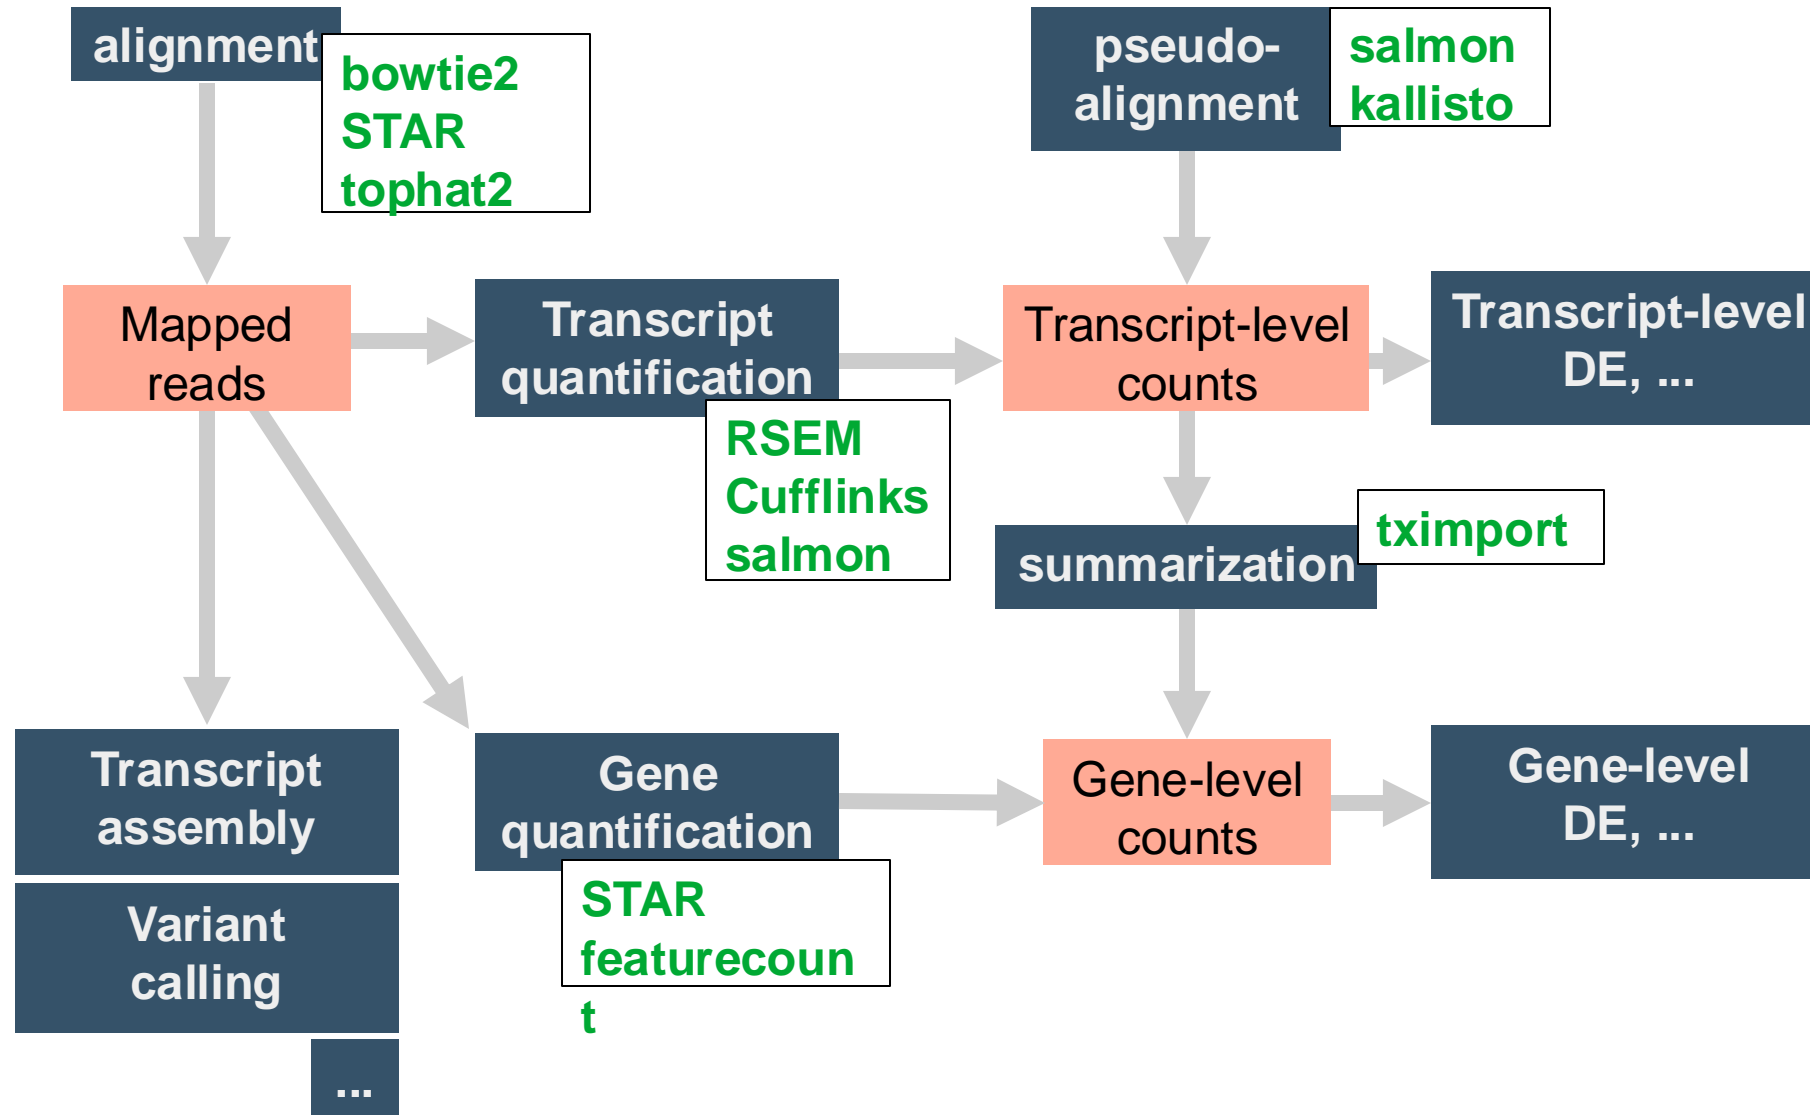 alignment
bowtie2
STAR
tophat2
pseudo-
alignment
salmon
kallisto
Mapped
reads
Transcript
quantification
RSEM
Cufflinks
salmon
Transcript-level
counts
Transcript-level
DE, ...
summarization
tximport
Transcript
assembly
Variant
calling
...
Gene
quantification
STAR
featurecoun
t
Gene-level
counts
Gene-level
DE, ...